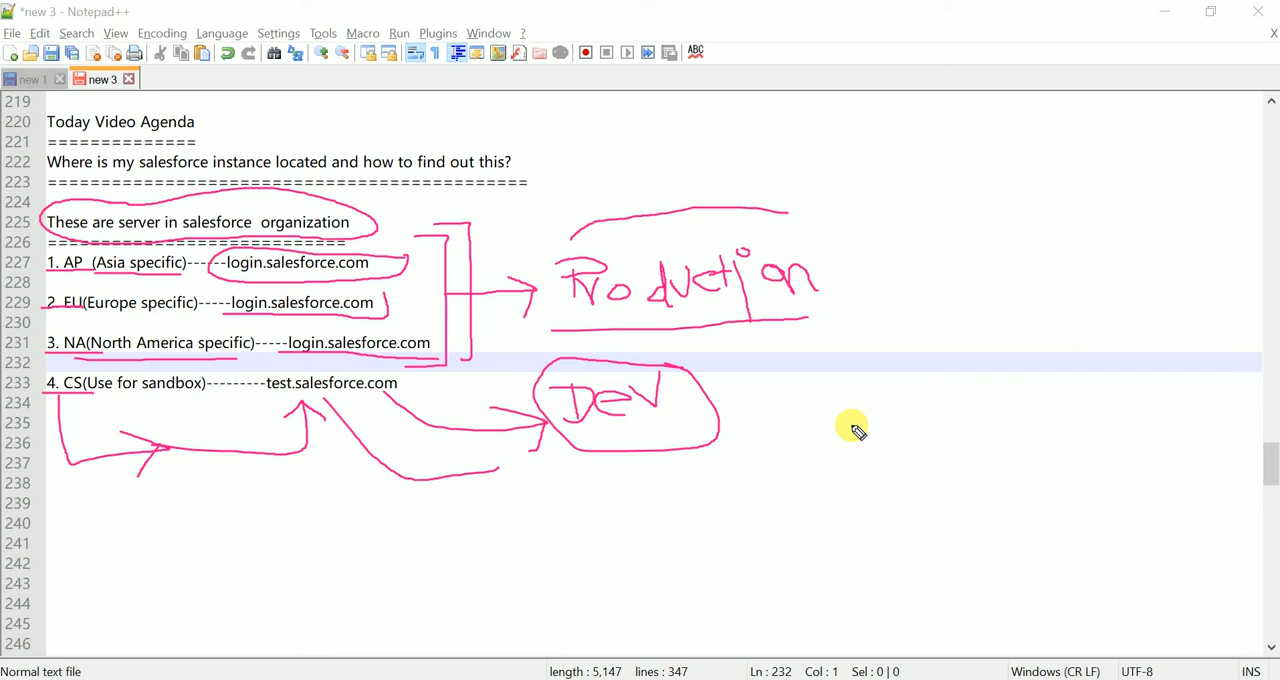 *new 3 - Notepad++
File Edit Search View Encoding Language Settings Tools Macro Run Plugins Window ? X
ABC
new 1 new 3
219
220 Today Video Agenda
221 ==============
222 Where is my salesforce instance located and how to find out this?
223 =============================================
224
225 These are server in salesforce  organization
226 ============================
227 1. AP  (Asia specific)------login.salesforce.com
228
229 2. EU(Europe specific)-----login.salesforce.com
230
231 3. NA(North America specific)-----login.salesforce.com
232
233 4. CS(Use for sandbox)---------test.salesforce.com
234
235
236
237
238
239
240
241
242
243
244
245
246
Production
DEV
Normal text file length : 5,147 lines : 347 Ln : 232 Col : 1 Sel : 0 | 0 Windows (CR LF) UTF-8 INS